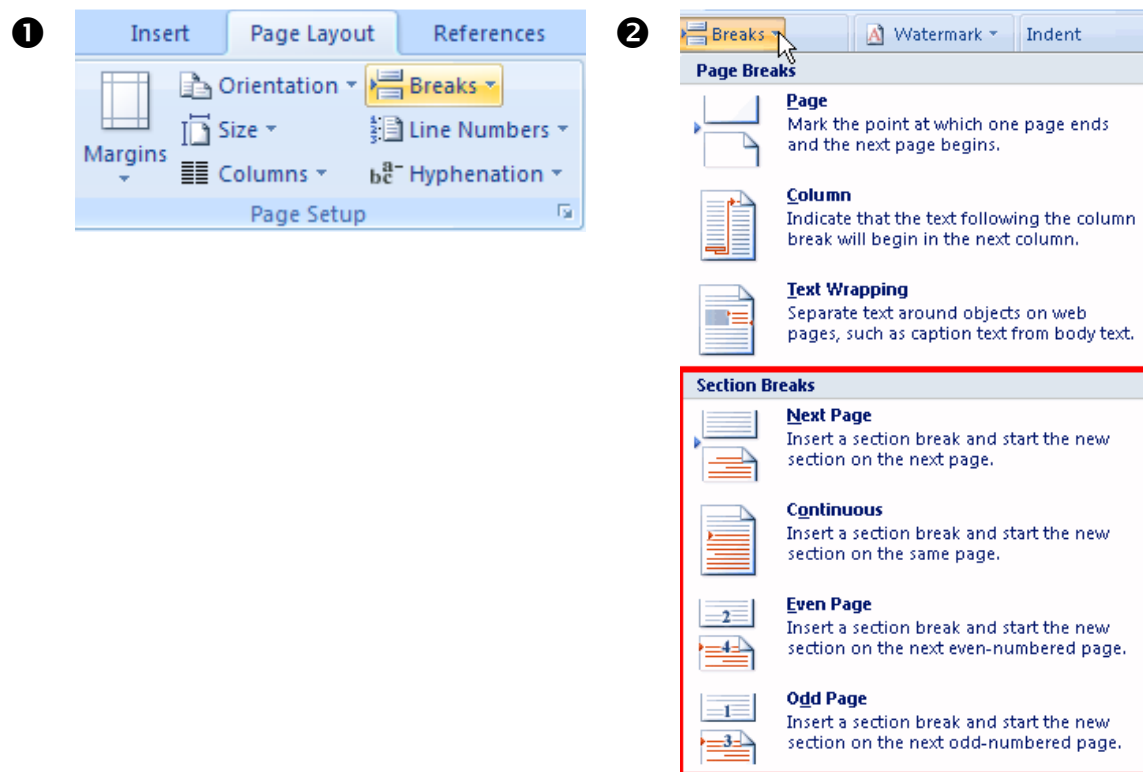 ❶
Insert Page Layout References
Margins
Orientation
Size
Columns
Breaks
Line Numbers
Hyphenation
Page Setup
❷
Breaks Watermark Indent
Page Breaks
Page
Mark the point at which one page ends
and the next page begins.
Column
Indicate that the text following the column
break will begin in the next column.
Text Wrapping
Separate text around objects on web
pages, such as caption text from body text.
Section Breaks
Next Page
Insert a section break and start the new
section on the next page.
Continuous
Insert a section break and start the new
section on the same page.
2
4
Even Page
Insert a section break and start the new
section on the next even-numbered page.
1
3
Odd Page
Insert a section break and start the new
section on the next odd-numbered page.